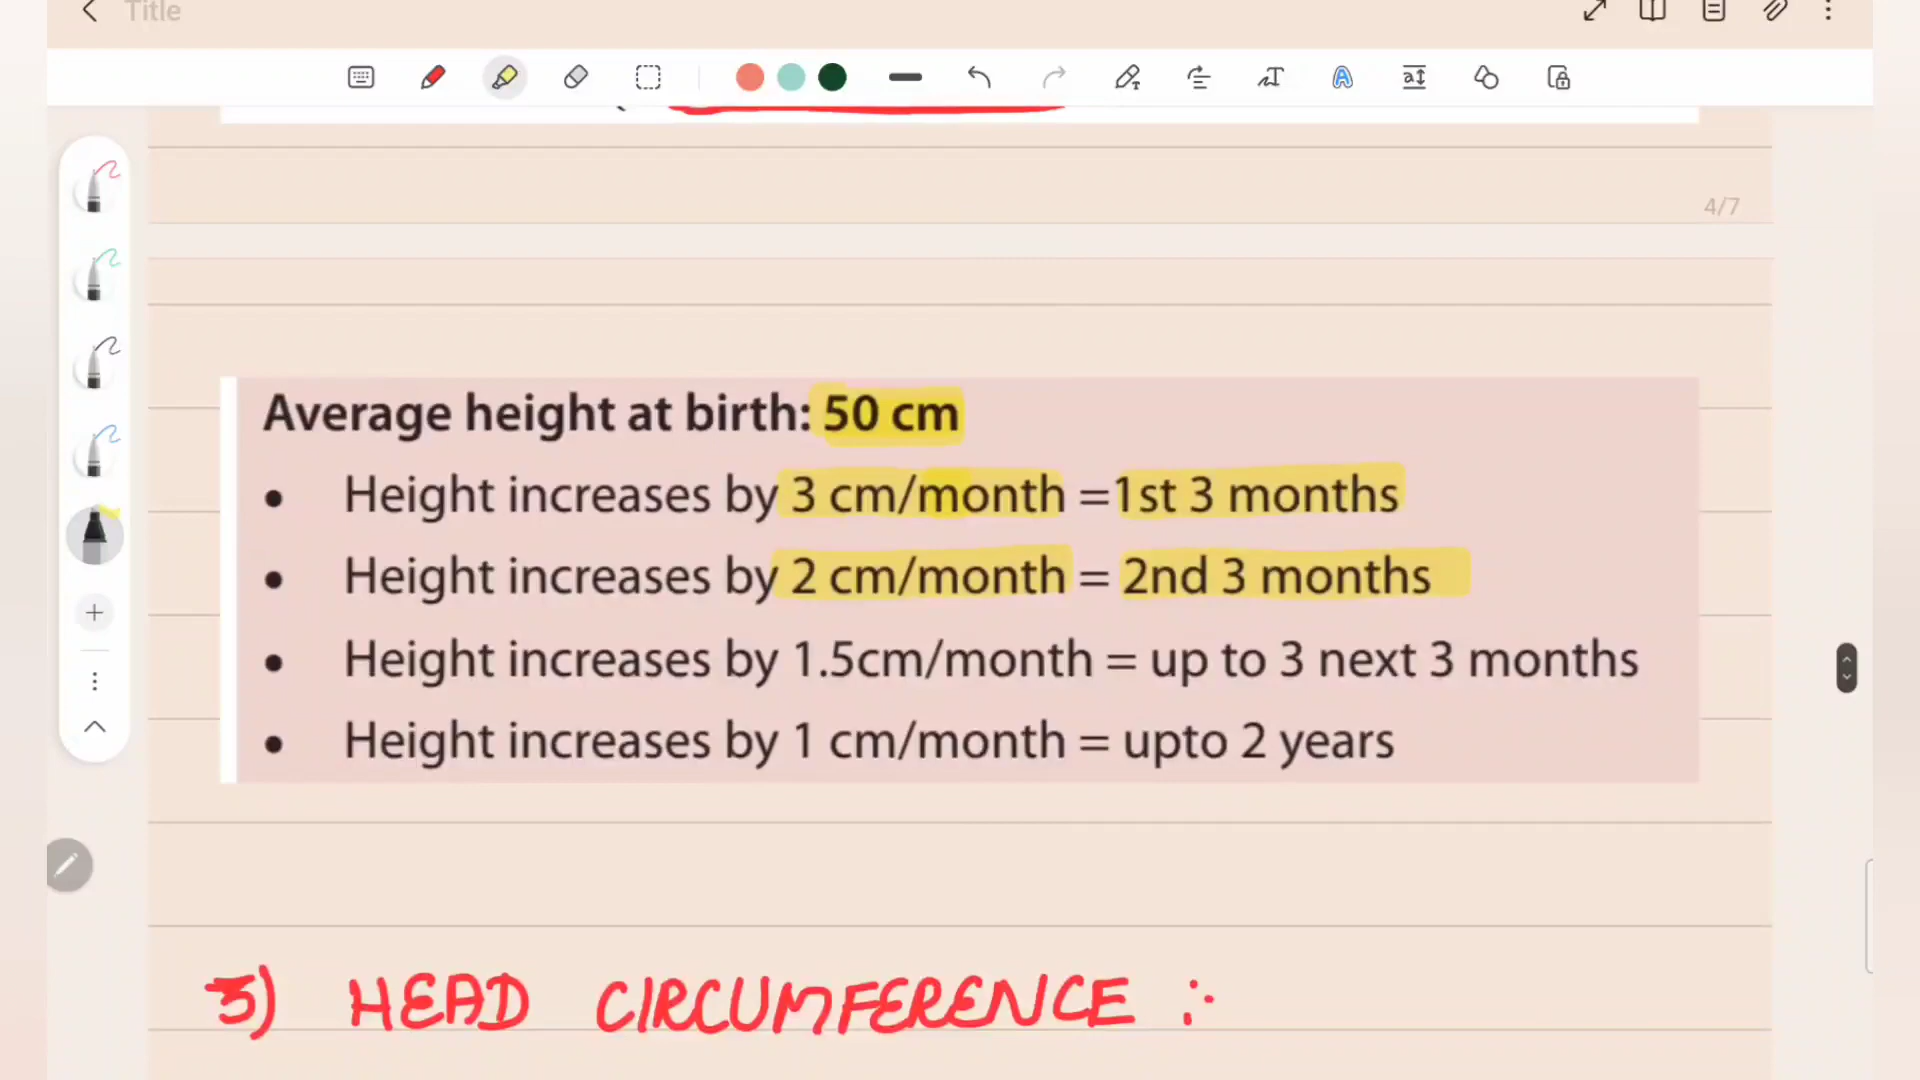 Title
4/7
Average height at birth: 50 cm
• Height increases by 3 cm/month =1st 3 months
• Height increases by 2 cm/month = 2nd 3 months
• Height increases by 1.5cm/month = up to 3 next 3 months
• Height increases by 1 cm/month = upto 2 years
3) HEAD CIRCUMFERENCE :-